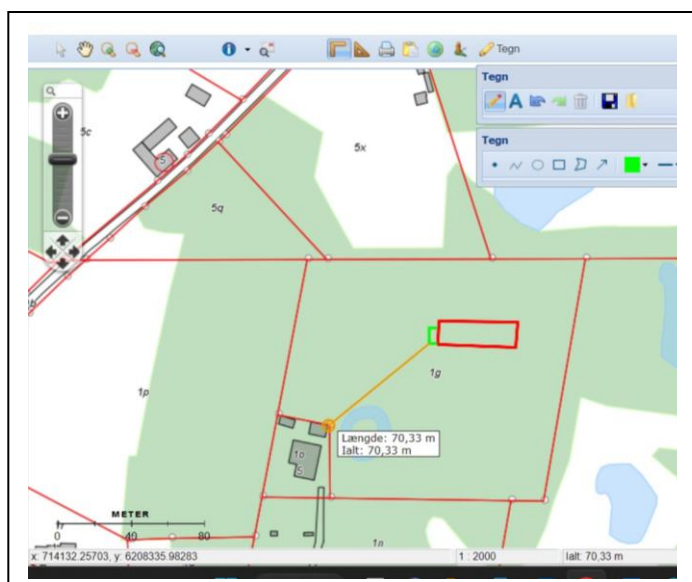 Tegn
Tegn
A
Tegn
5c
5
5x
5q
1p
1g
Længde: 70,33 m
Ialt: 70,33 m
1o
5
METER
0 40 80
1n
x: 714132.25703, y: 6208335.98283
1 : 2000
Ialt: 70,33 m